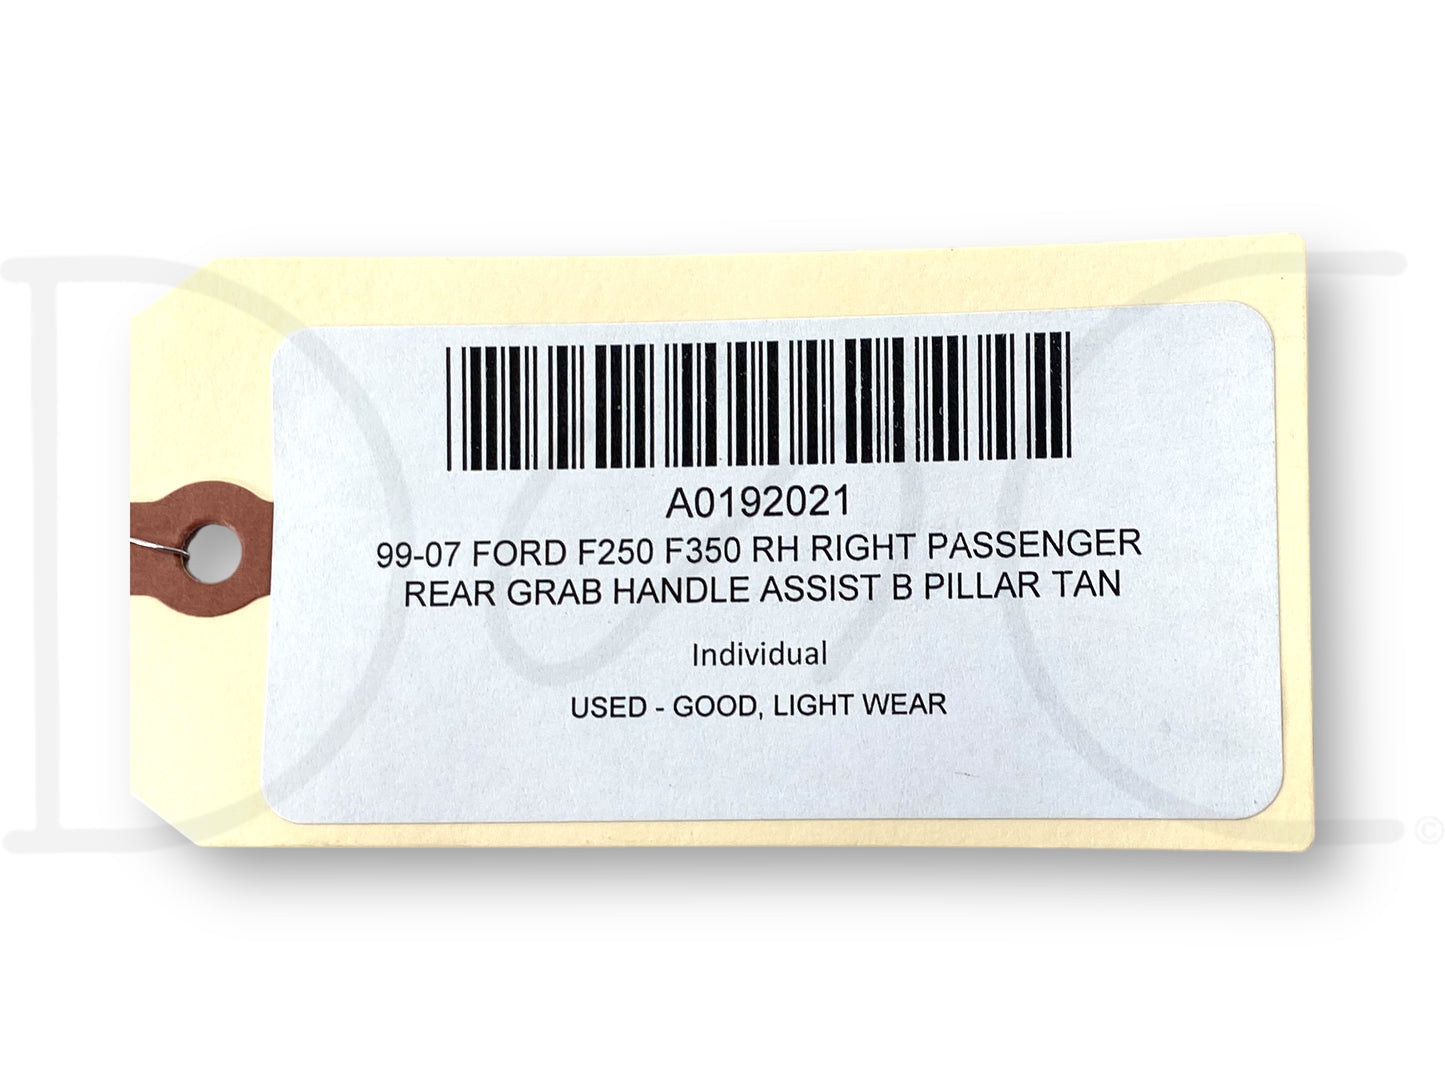 A0192021
99-07 FORD F250 F350 RH RIGHT PASSENGER
REAR GRAB HANDLE ASSIST B PILLAR TAN
Individual
USED - GOOD, LIGHT WEAR
©